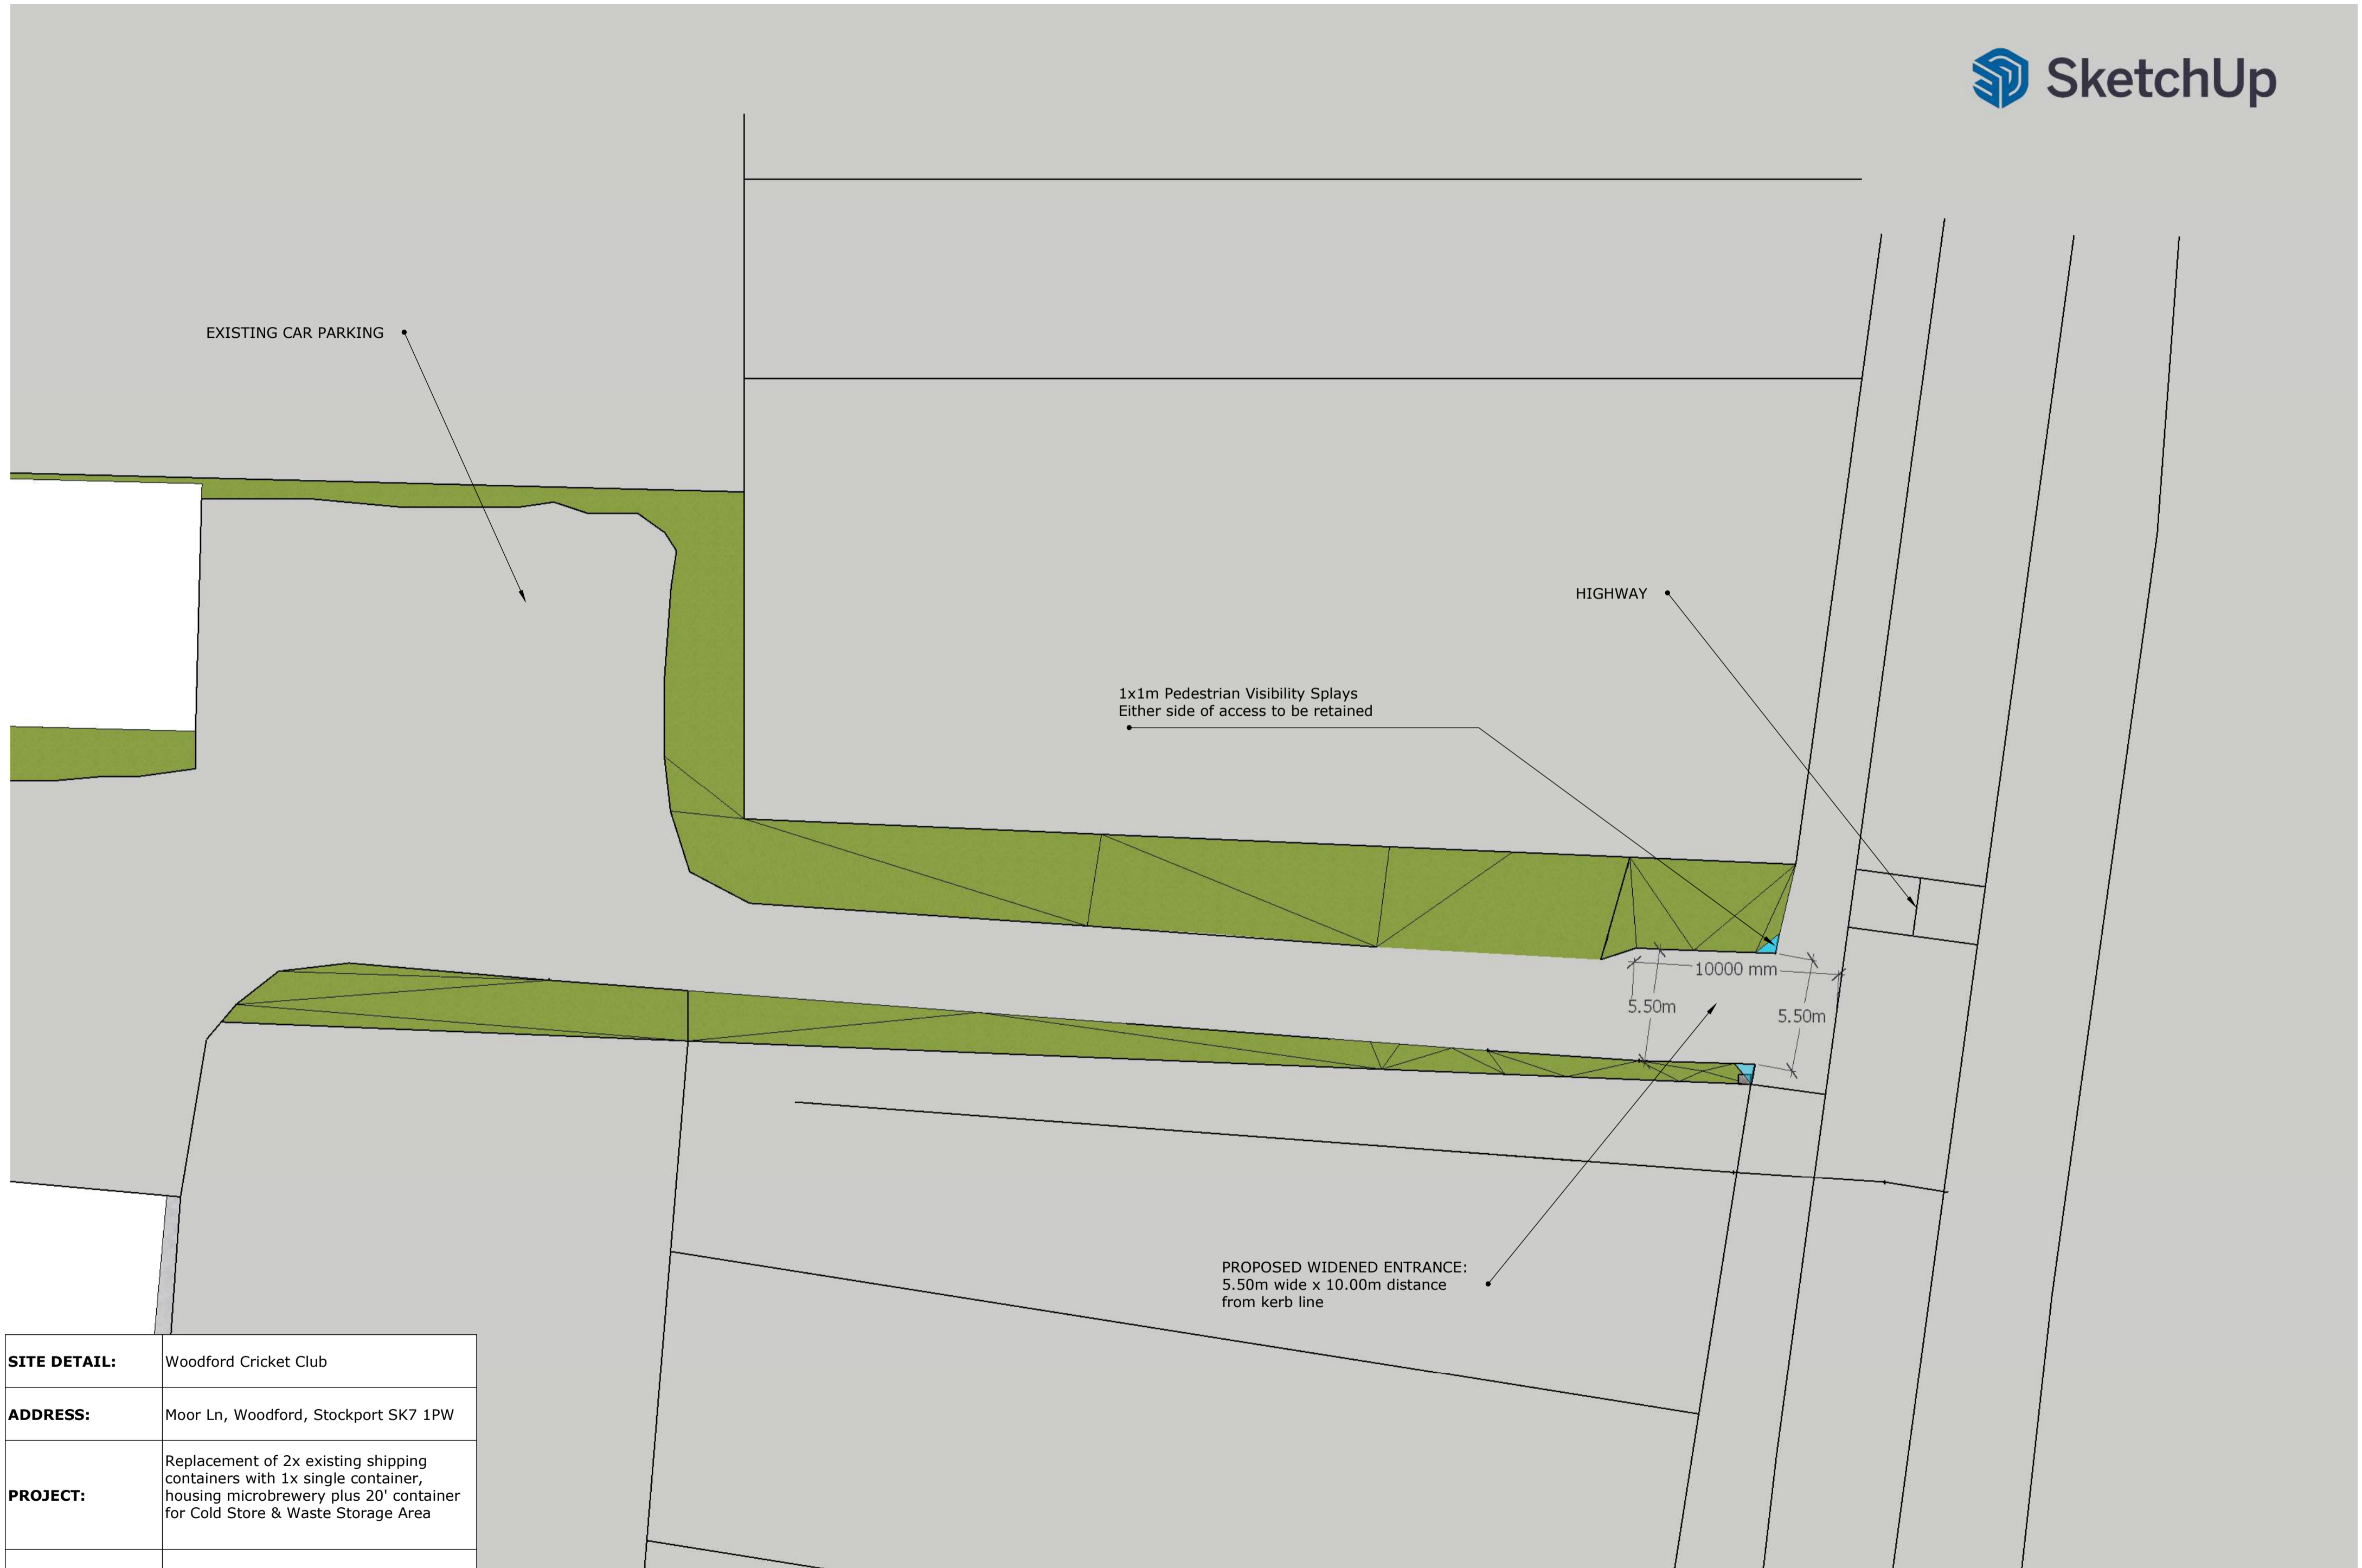 SketchUp
EXISTING CAR PARKING
HIGHWAY
1x1m Pedestrian Visibility Splays
Either side of access to be retained
10000 mm
5.50m
5.50m
PROPOSED WIDENED ENTRANCE:
5.50m wide x 10.00m distance
from kerb line
SITE DETAIL:
Woodford Cricket Club
ADDRESS:
Moor Ln, Woodford, Stockport SK7 1PW
PROJECT:
Replacement of 2x existing shipping
containers with 1x single container,
housing microbrewery plus 20' container
for Cold Store & Waste Storage Area